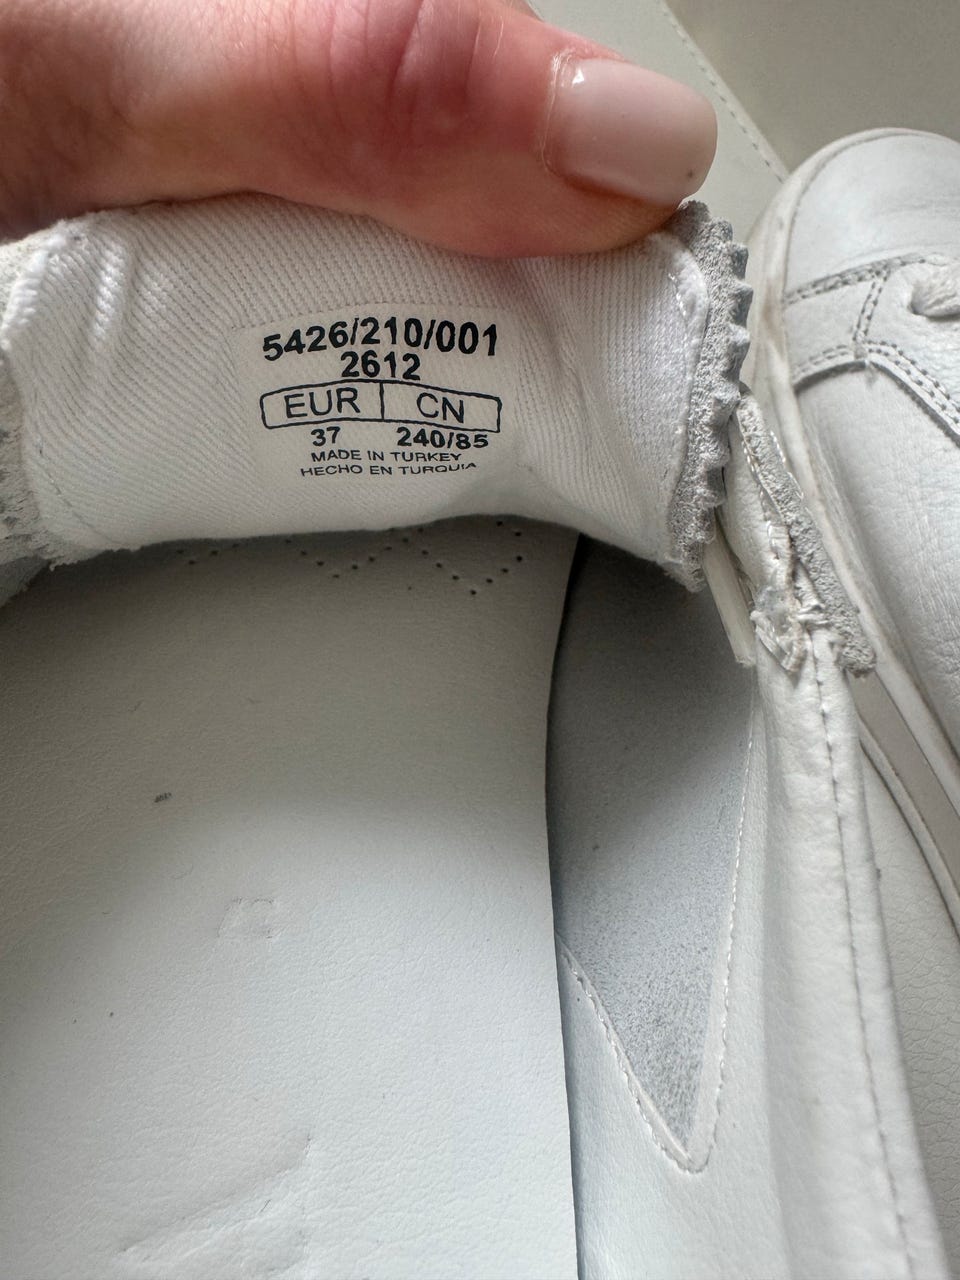 5426/210/001
2612
EUR CN
37 240/85
MADE IN TURKEY
HECHO EN TURQUIA